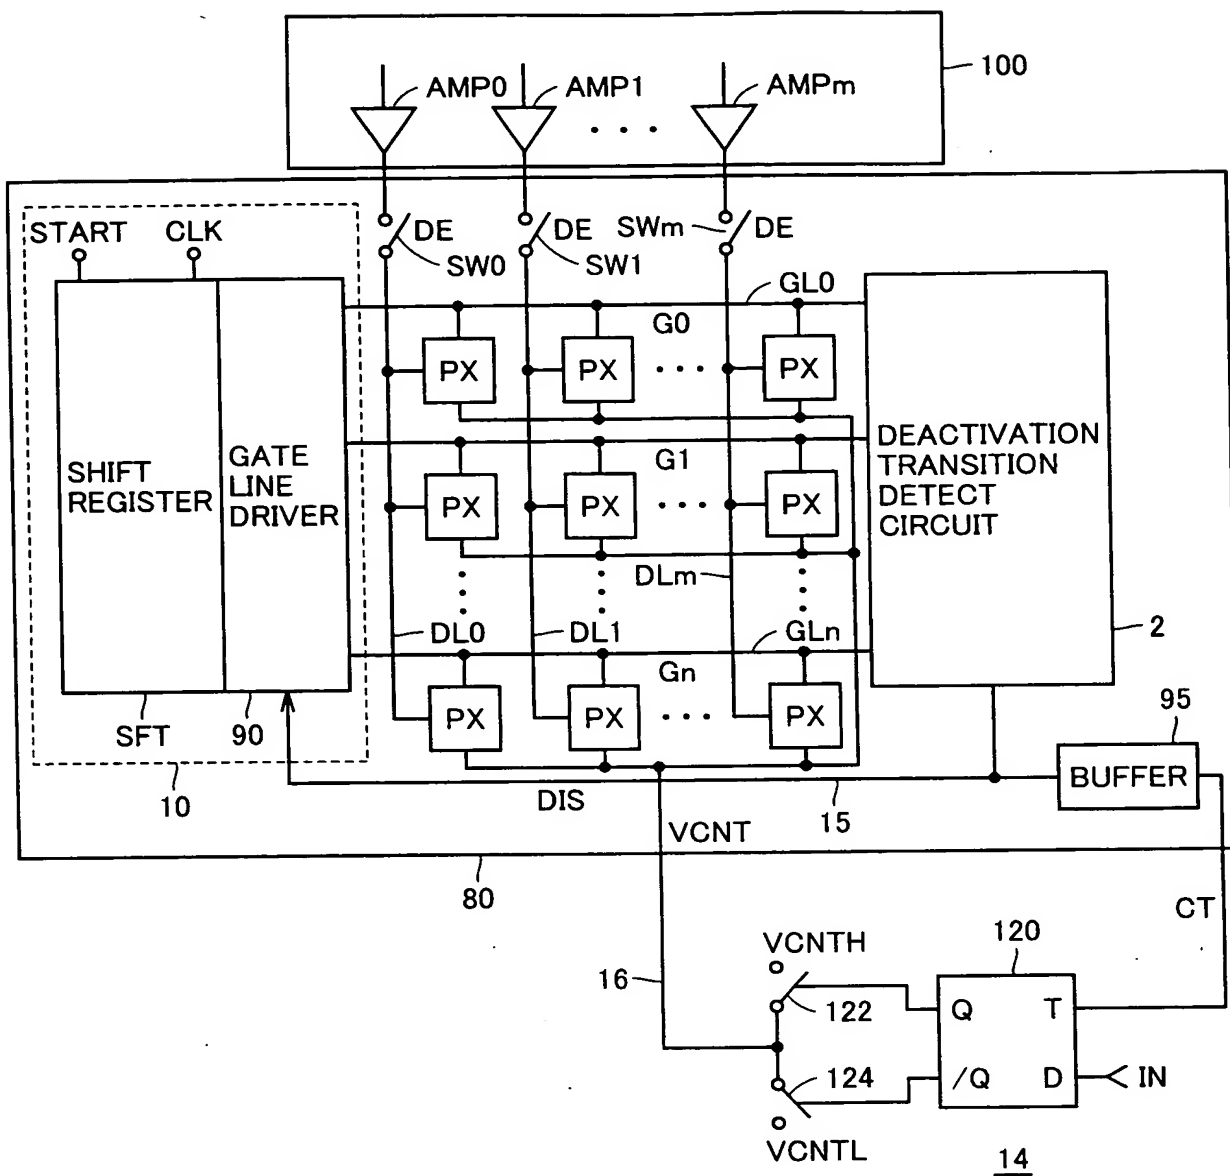 AMP0 AMP1 AMPm
100
START CLK
DE DE SWm DE
SW0 SW1
GL0
G0
PX PX PX
G1
PX PX PX
SHIFT
REGISTER
GATE
LINE
DRIVER
DEACTIVATION
TRANSITION
DETECT
CIRCUIT
DLm
DL0 DL1 GLn
Gn
2
PX PX PX
SFT 90
95
BUFFER
10
DIS
15
VCNT
80
CT
VCNTH
120
16
122
Q T
124
/Q D IN
VCNTL
14